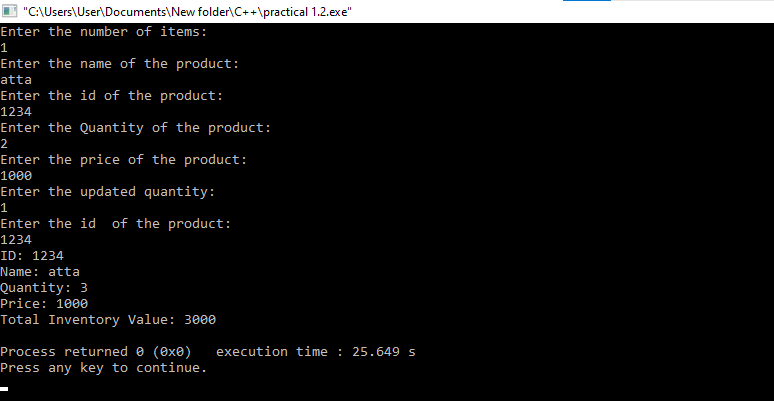 "C:\Users\User\Documents\New folder\C++\practical 1.2.exe"
Enter the number of items:
1
Enter the name of the product:
atta
Enter the id of the product:
1234
Enter the Quantity of the product:
2
Enter the price of the product:
1000
Enter the updated quantity:
1
Enter the id  of the product:
1234
ID: 1234
Name: atta
Quantity: 3
Price: 1000
Total Inventory Value: 3000
Process returned 0 (0x0)   execution time : 25.649 s
Press any key to continue.